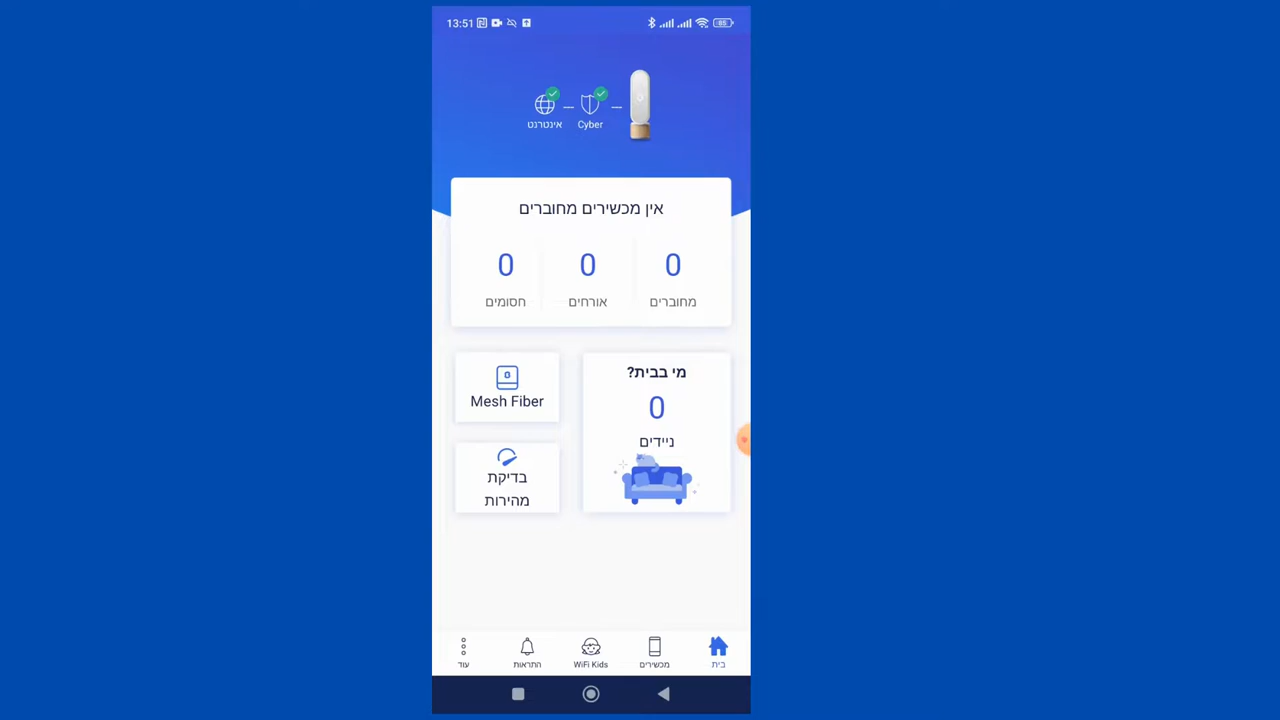 13:51
85
אינטרנט
Cyber
אין מכשירים מחוברים
0
מחוברים
0
אורחים
0
חסומים
מי בבית?
0
ניידים
Mesh Fiber
בדיקת
מהירות
בית
מכשירים
WiFi Kids
התראות
עוד